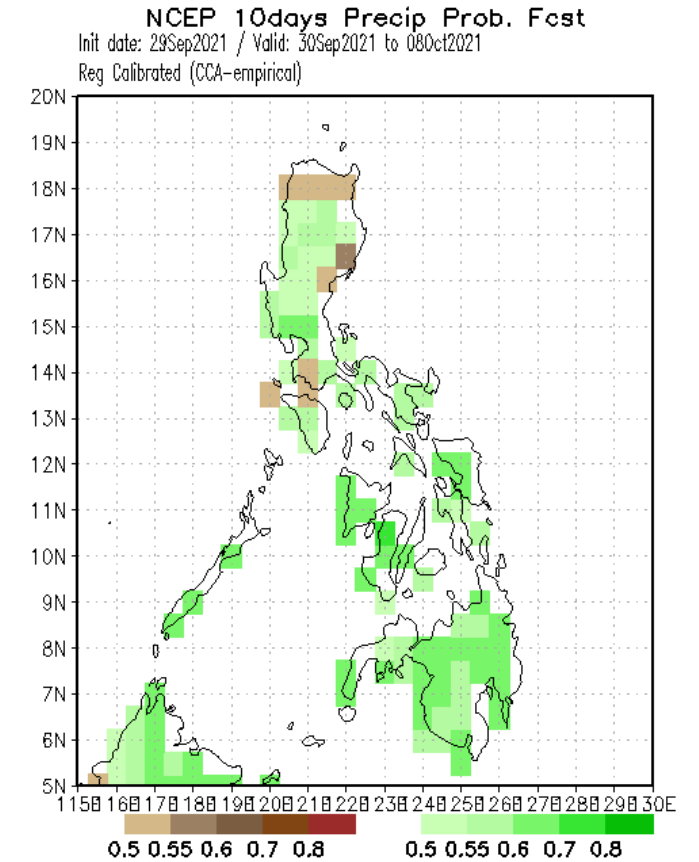 NCEP 10days Precip Prob. Fcst
Init date: 29Sep2021 / Valid: 30Sep2021 to 08Oct2021
Reg Calibrated (CCA-empirical)
20N
19N
18N
17N
16N
15N
14N
13N
12N
11N
10N
9N
8N
7N
6N
5N
115E 116E 117E 118E 119E 120E 121E 122E 123E 124E 125E 126E 127E 128E 129E 130E
0.5 0.55 0.6 0.7 0.8 0.5 0.55 0.6 0.7 0.8